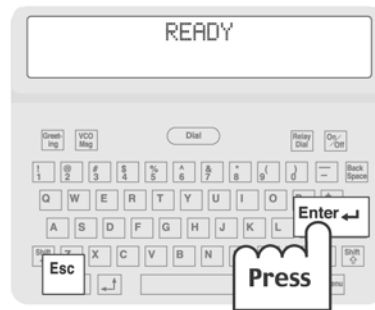 READY
Greet-ing VCO Msg Dial Relay Dial On/Off
! 1 @ 2 # 3 $ 4 % 5 ^ 6 & 7 * 8 ( 9 ) 0 — – Back Space
Q W E R T Y U I O
A S D F G H J K L Enter ↵
Shift X C V B N Shift ⇧
Esc ↵ Press